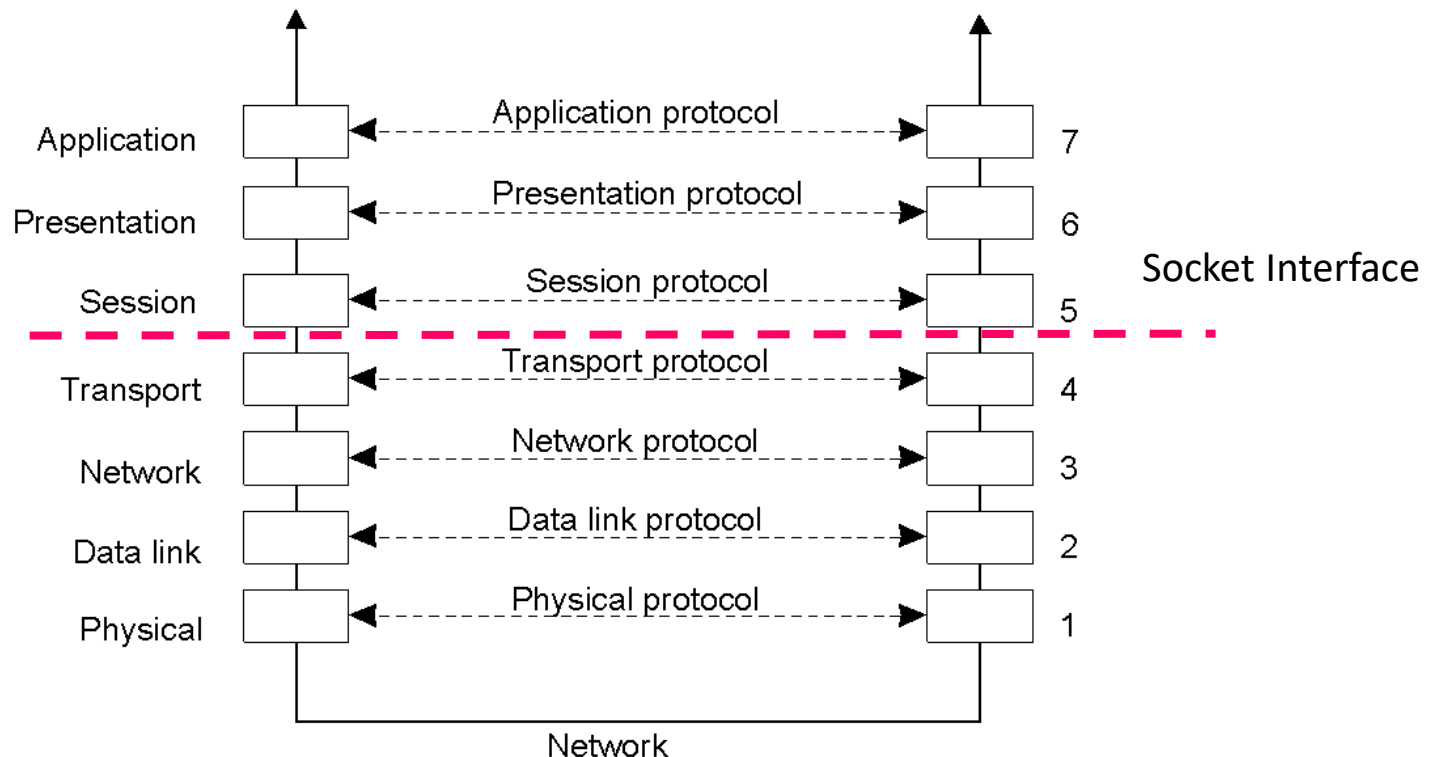 Application
Application protocol
7
Presentation
Presentation protocol
6
Socket Interface
Session
Session protocol
5
Transport
Transport protocol
4
Network
Network protocol
3
Data link
Data link protocol
2
Physical
Physical protocol
1
Network